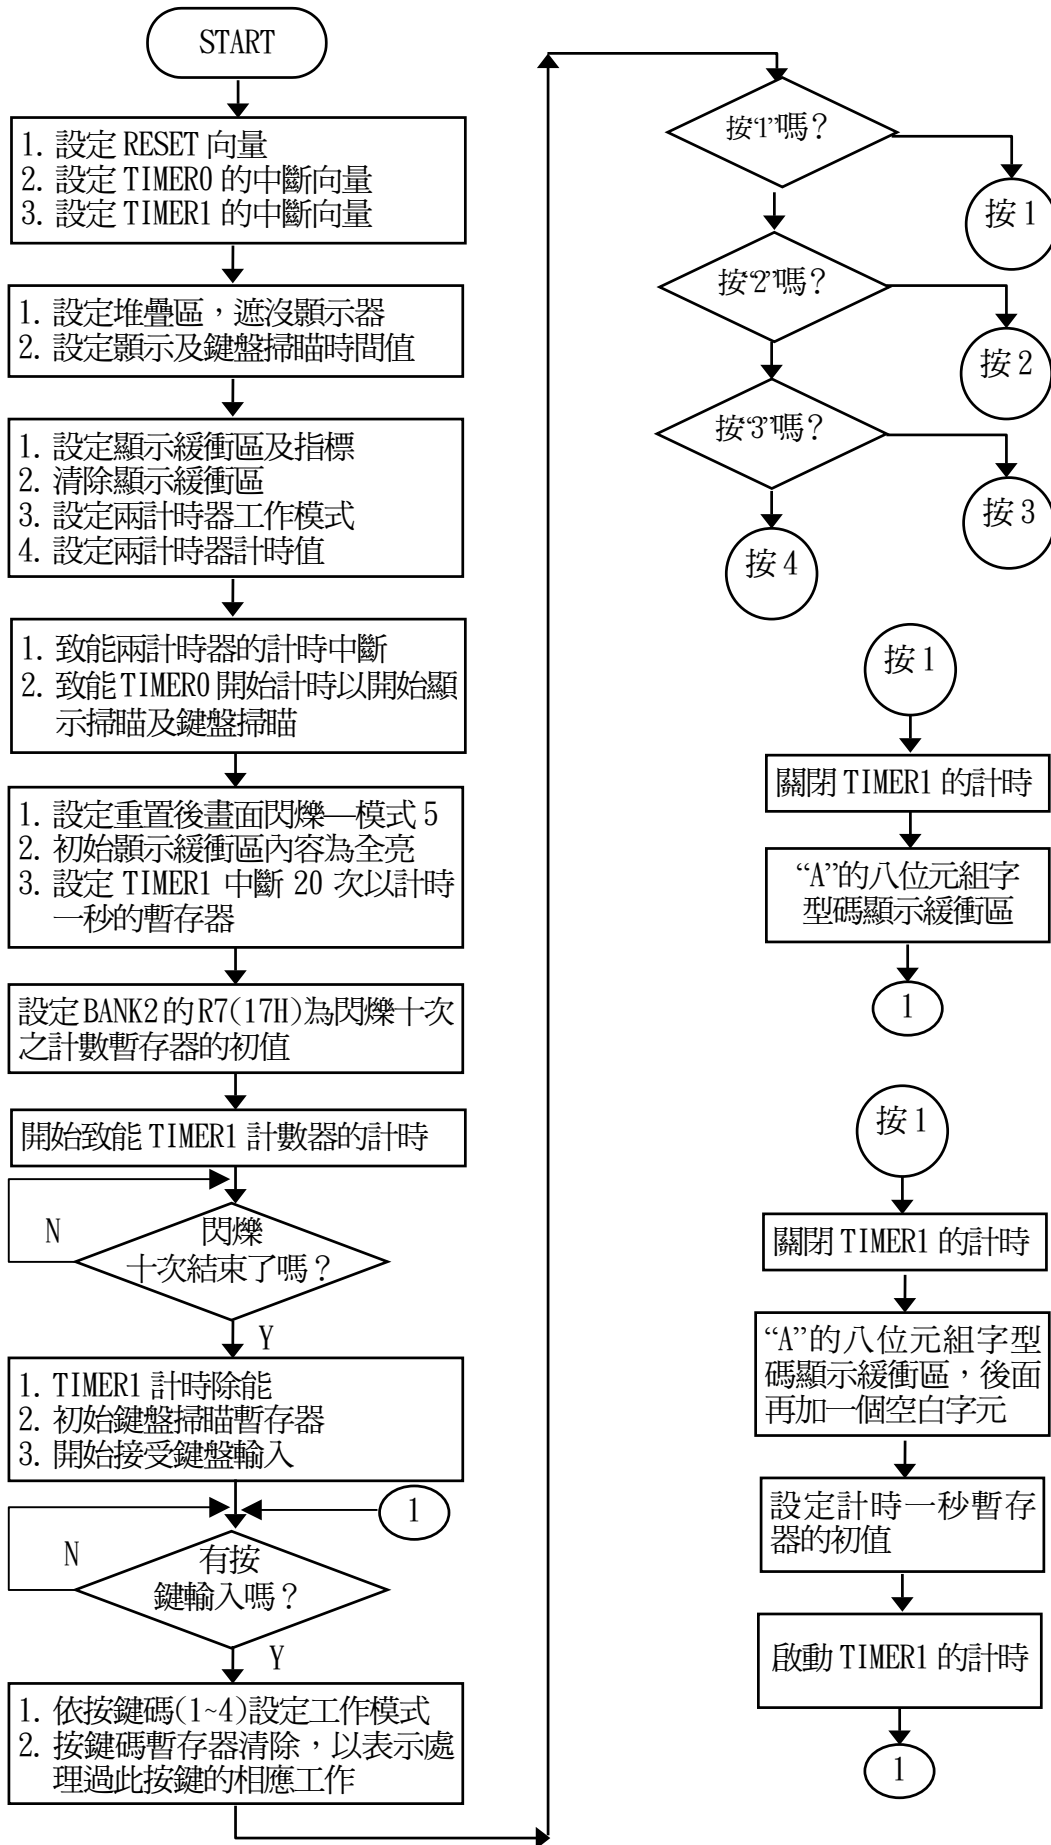 START
1. 設定 RESET 向量
2. 設定 TIMER0 的中斷向量
3. 設定 TIMER1 的中斷向量
1. 設定堆疊區，遮沒顯示器
2. 設定顯示及鍵盤掃瞄時間值
1. 設定顯示緩衝區及指標
2. 清除顯示緩衝區
3. 設定兩計時器工作模式
4. 設定兩計時器計時值
1. 致能兩計時器的計時中斷
2. 致能 TIMER0 開始計時以開始顯
示掃瞄及鍵盤掃瞄
1. 設定重置後畫面閃爍—模式 5
2. 初始顯示緩衝區內容為全亮
3. 設定 TIMER1 中斷 20 次以計時
一秒的暫存器
設定 BANK2 的 R7(17H)為閃爍十次
之計數暫存器的初值
開始致能 TIMER1 計數器的計時
N
閃爍
十次結束了嗎？
Y
1. TIMER1 計時除能
2. 初始鍵盤掃瞄暫存器
3. 開始接受鍵盤輸入
1
N
有按
鍵輸入嗎？
Y
1. 依按鍵碼(1~4)設定工作模式
2. 按鍵碼暫存器清除，以表示處
理過此按鍵的相應工作
按“1”嗎？
按 1
按“2”嗎？
按 2
按“3”嗎？
按 3
按 4
按 1
關閉 TIMER1 的計時
“A”的八位元組字
型碼顯示緩衝區
1
按 1
關閉 TIMER1 的計時
“A”的八位元組字型
碼顯示緩衝區，後面
再加一個空白字元
設定計時一秒暫存
器的初值
啟動 TIMER1 的計時
1